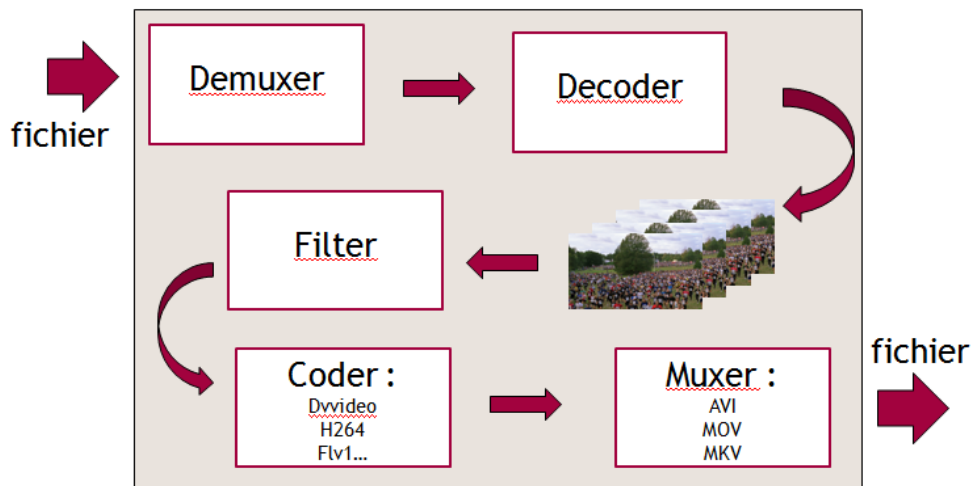 fichier
Demuxer
Decoder
Filter
Coder :
Dvvideo
H264
Flv1...
Muxer :
AVI
MOV
MKV
fichier